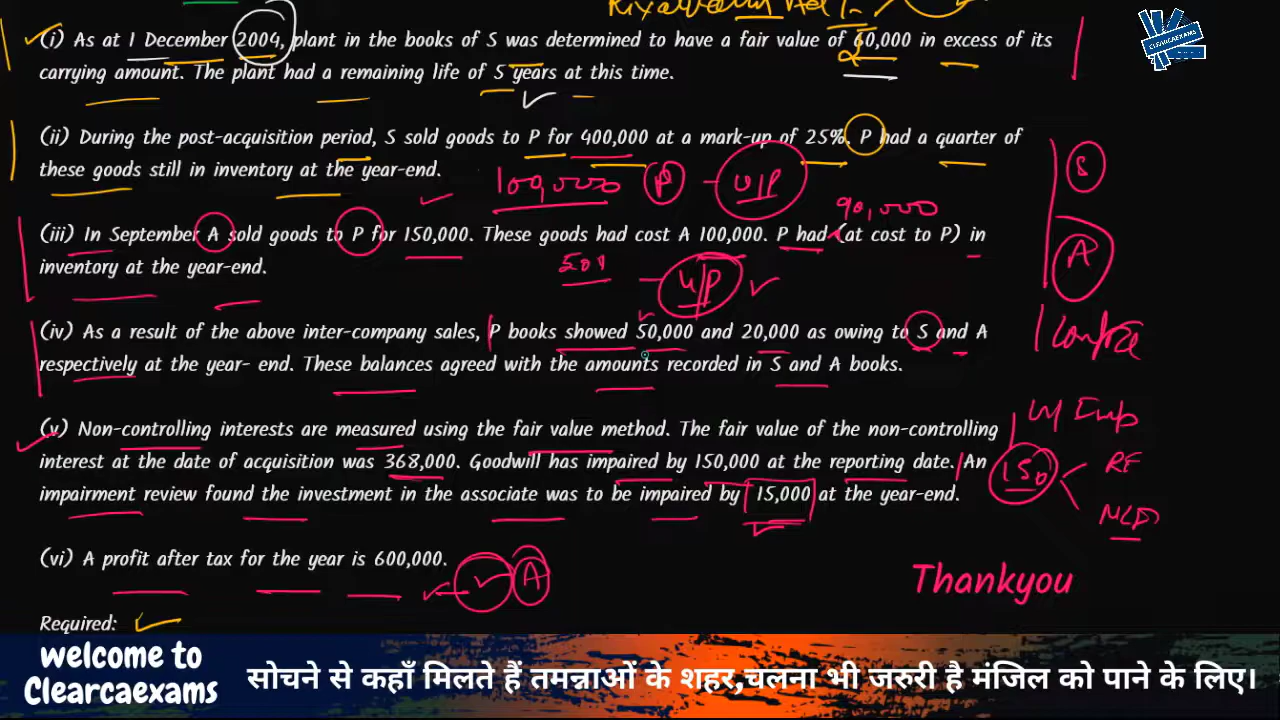 (i) As at 1 December 2004, plant in the books of S was determined to have a fair value of 60,000 in excess of its
carrying amount. The plant had a remaining life of 5 years at this time.
CLEARCAEXAMS
(ii) During the post-acquisition period, S sold goods to P for 400,000 at a mark-up of 25%. P had a quarter of
these goods still in inventory at the year-end.
100,000 P - U/P
S
90,000
(iii) In September A sold goods to P for 150,000. These goods had cost A 100,000. P had (at cost to P) in
inventory at the year-end.
A
- U/P
(iv) As a result of the above inter-company sales, P books showed 50,000 and 20,000 as owing to S and A
respectively at the year- end. These balances agreed with the amounts recorded in S and A books.
(v) Non-controlling interests are measured using the fair value method. The fair value of the non-controlling
interest at the date of acquisition was 368,000. Goodwill has impaired by 150,000 at the reporting date. An
impairment review found the investment in the associate was to be impaired by 15,000 at the year-end.
150
(vi) A profit after tax for the year is 600,000.
A
Thankyou
Required:
welcome to
Clearcaexams
सोचने से कहाँ मिलते हैं तमन्नाओं के शहर,चलना भी जरुरी है मंजिल को पाने के लिए।